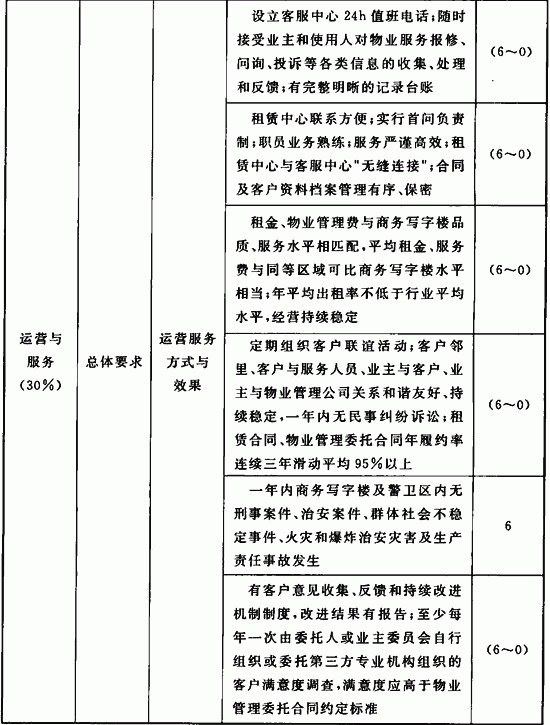 设立客服中心24h值班电话;随时
接受业主和使用人对物业服务报修、
问询、投诉等各类信息的收集、处理
和反馈;有完整明晰的记录台账
(6~0)
租赁中心联系方便;实行首问负责
制;职员业务熟练;服务严谨高效;租
赁中心与客服中心"无缝连接";合同
及客户资料档案管理有序、保密
(6~0)
租金、物业管理费与商务写字楼品
质、服务水平相匹配,平均租金、服务
费与同等区域可比商务写字楼水平
相当;年平均出租率不低于行业平均
水平,经营持续稳定
(6~0)
运营与
服务
(30%)
总体要求
运营服务
方式与
效果
定期组织客户联谊活动;客户邻
里、客户与服务人员、业主与客户、业
主与物业管理公司关系和谐友好、持
续稳定,一年内无民事纠纷诉讼;租
赁合同、物业管理委托合同年履约率
连续三年滑动平均95%以上
(6~0)
一年内商务写字楼及警卫区内无
刑事案件、治安案件、群体社会不稳
定事件、火灾和爆炸治安灾害及生产
责任事故发生
6
有客户意见收集、反馈和持续改进
机制制度,改进结果有报告;至少每
年一次由委托人或业主委员会自行
组织或委托第三方专业机构组织的
客户满意度调查,满意度应高于物业
管理委托合同约定标准
(6~0)